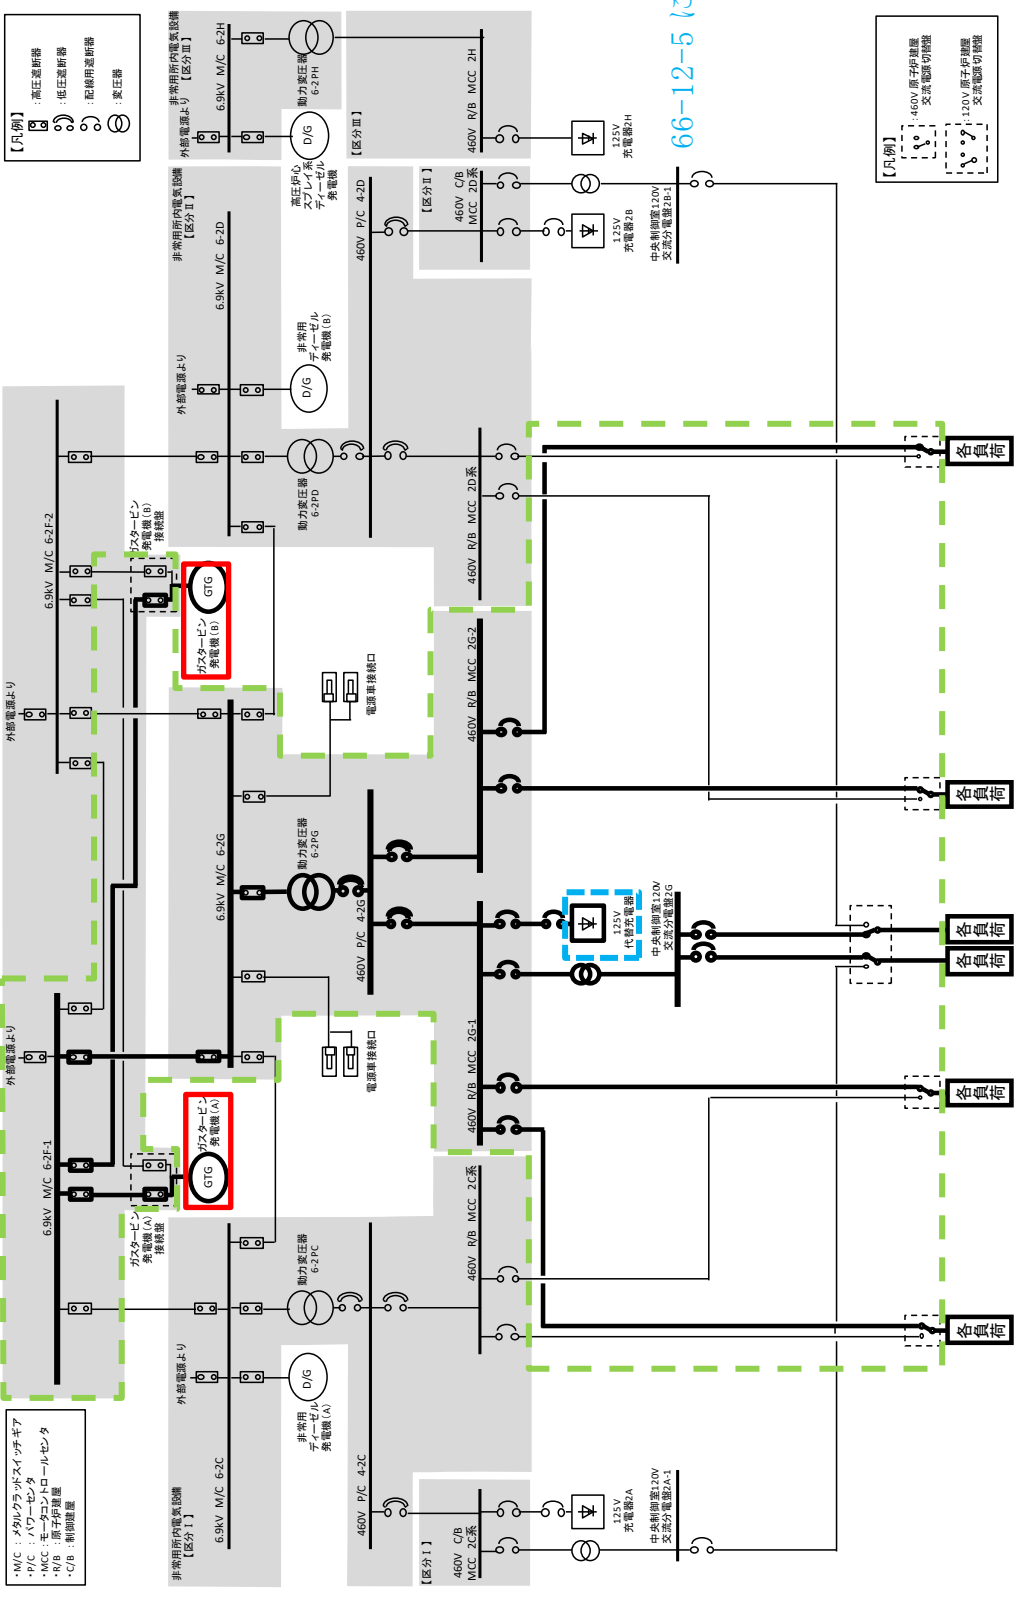 ・M/C ：メタルクラッドスイッチギア
・P/C ：パワーセンタ
・MCC：モータコントロールセンタ
・R/B ：原子炉建屋
・C/B ：制御建屋
【凡例】
：高圧遮断器
：低圧遮断器
：配線用遮断器
：変圧器
外部電源より
6.9kV M/C 6-2F-1
外部電源より
6.9kV M/C 6-2F-2
ガスタービン
発電機(A)
接続盤
ガスタービン
発電機(B)
接続盤
GTG
ガスタービン
発電機(A)
GTG
ガスタービン
発電機(B)
非常用所内電気設備
【区分Ⅰ】
6.9kV M/C 6-2C
外部電源より
6.9kV M/C 6-2G
非常用所内電気設備
【区分Ⅱ】
6.9kV M/C 6-2D
外部電源より
非常用所内電気設備
【区分Ⅲ】
6.9kV M/C 6-2H
外部電源より
D/G
非常用
ディーゼル
発電機(A)
動力変圧器
6-2PC
電源車接続口
動力変圧器
6-2PG
電源車接続口
動力変圧器
6-2PD
D/G
非常用
ディーゼル
発電機(B)
D/G
高圧炉心
スプレイ系
ディーゼル
発電機
動力変圧器
6-2PH
460V P/C 4-2C
460V P/C 4-2G
460V P/C 4-2D
【区分Ⅰ】
460V C/B
MCC 2C系
460V R/B MCC 2C系
460V R/B MCC 2G-1
460V R/B MCC 2G-2
460V R/B MCC 2D系
【区分Ⅱ】
460V C/B
MCC 2D系
【区分Ⅲ】
460V R/B MCC 2H
125V
充電器2A
125V
代替充電器
125V
充電器2B
125V
充電器2H
中央制御室120V
交流分電盤2A-1
中央制御室120V
交流分電盤2G
中央制御室120V
交流分電盤2B-1
66-12-5 に
【凡例】
：460V 原子炉建屋
交流電源切替盤
：120V 原子炉建屋
交流電源切替盤
各負荷
各負荷
各負荷
各負荷
各負荷
各負荷